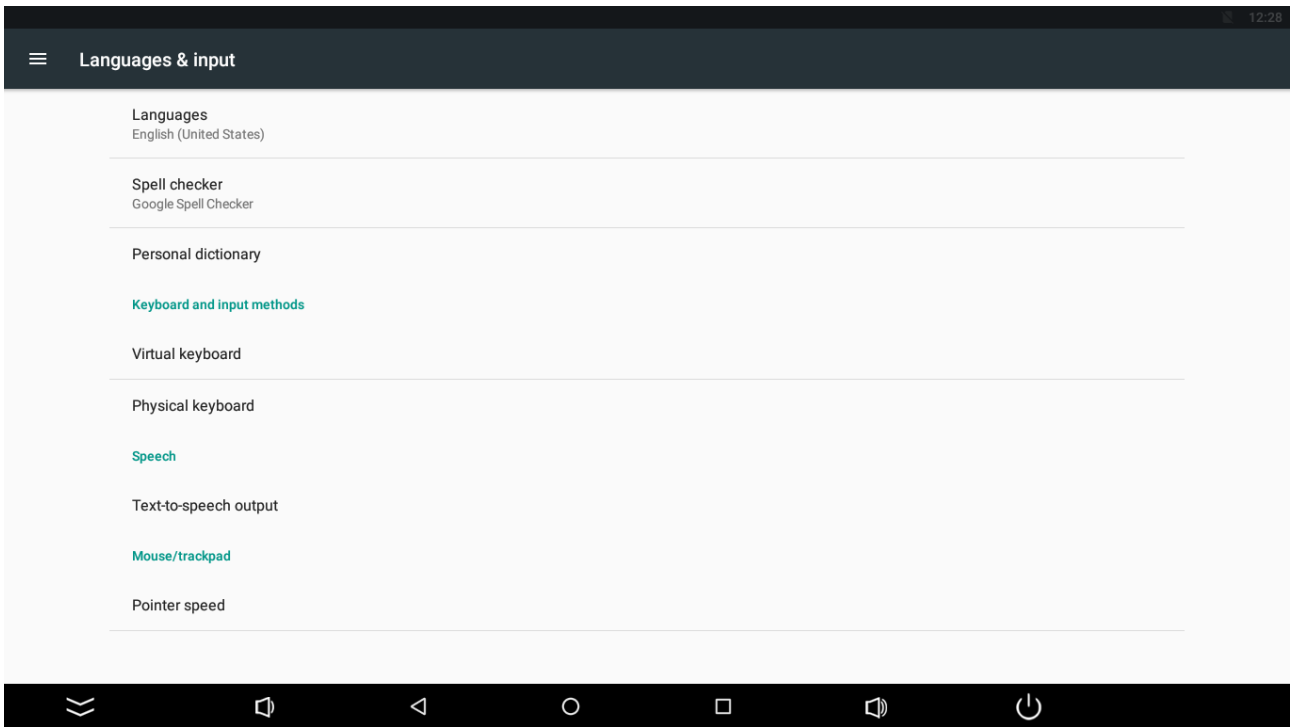 12:28
Languages & input
Languages
English (United States)
Spell checker
Google Spell Checker
Personal dictionary
Keyboard and input methods
Virtual keyboard
Physical keyboard
Speech
Text-to-speech output
Mouse/trackpad
Pointer speed